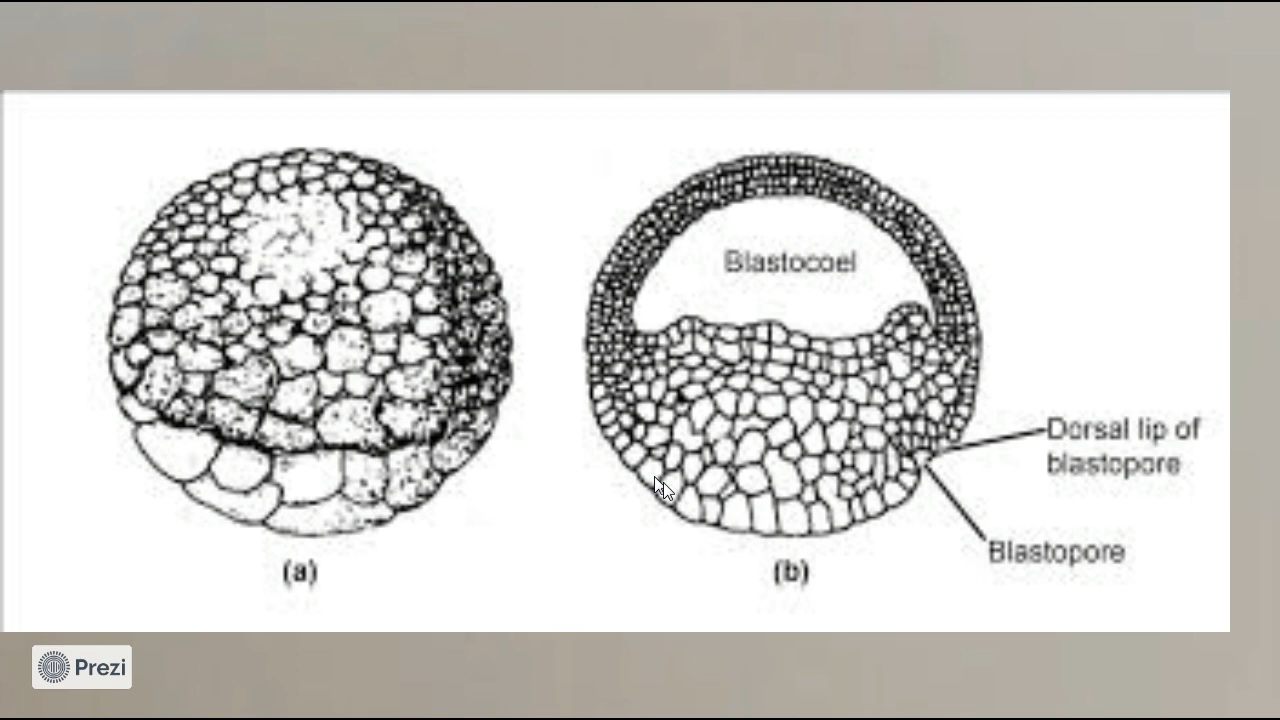 Blastocoel
Dorsal lip of
blastopore
Blastopore
(a)
(b)
Prezi